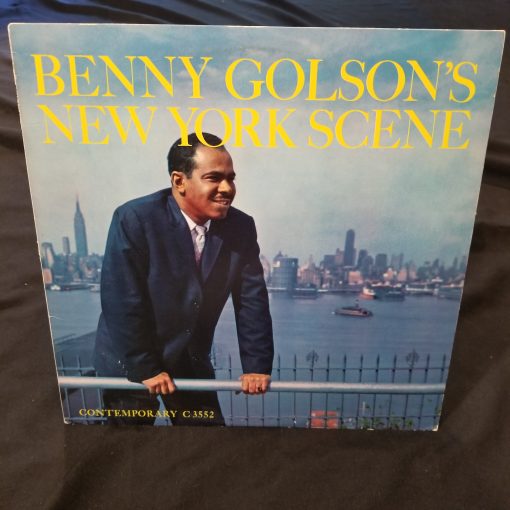 BENNY GOLSON'S
NEW YORK SCENE
CONTEMPORARY C 3552